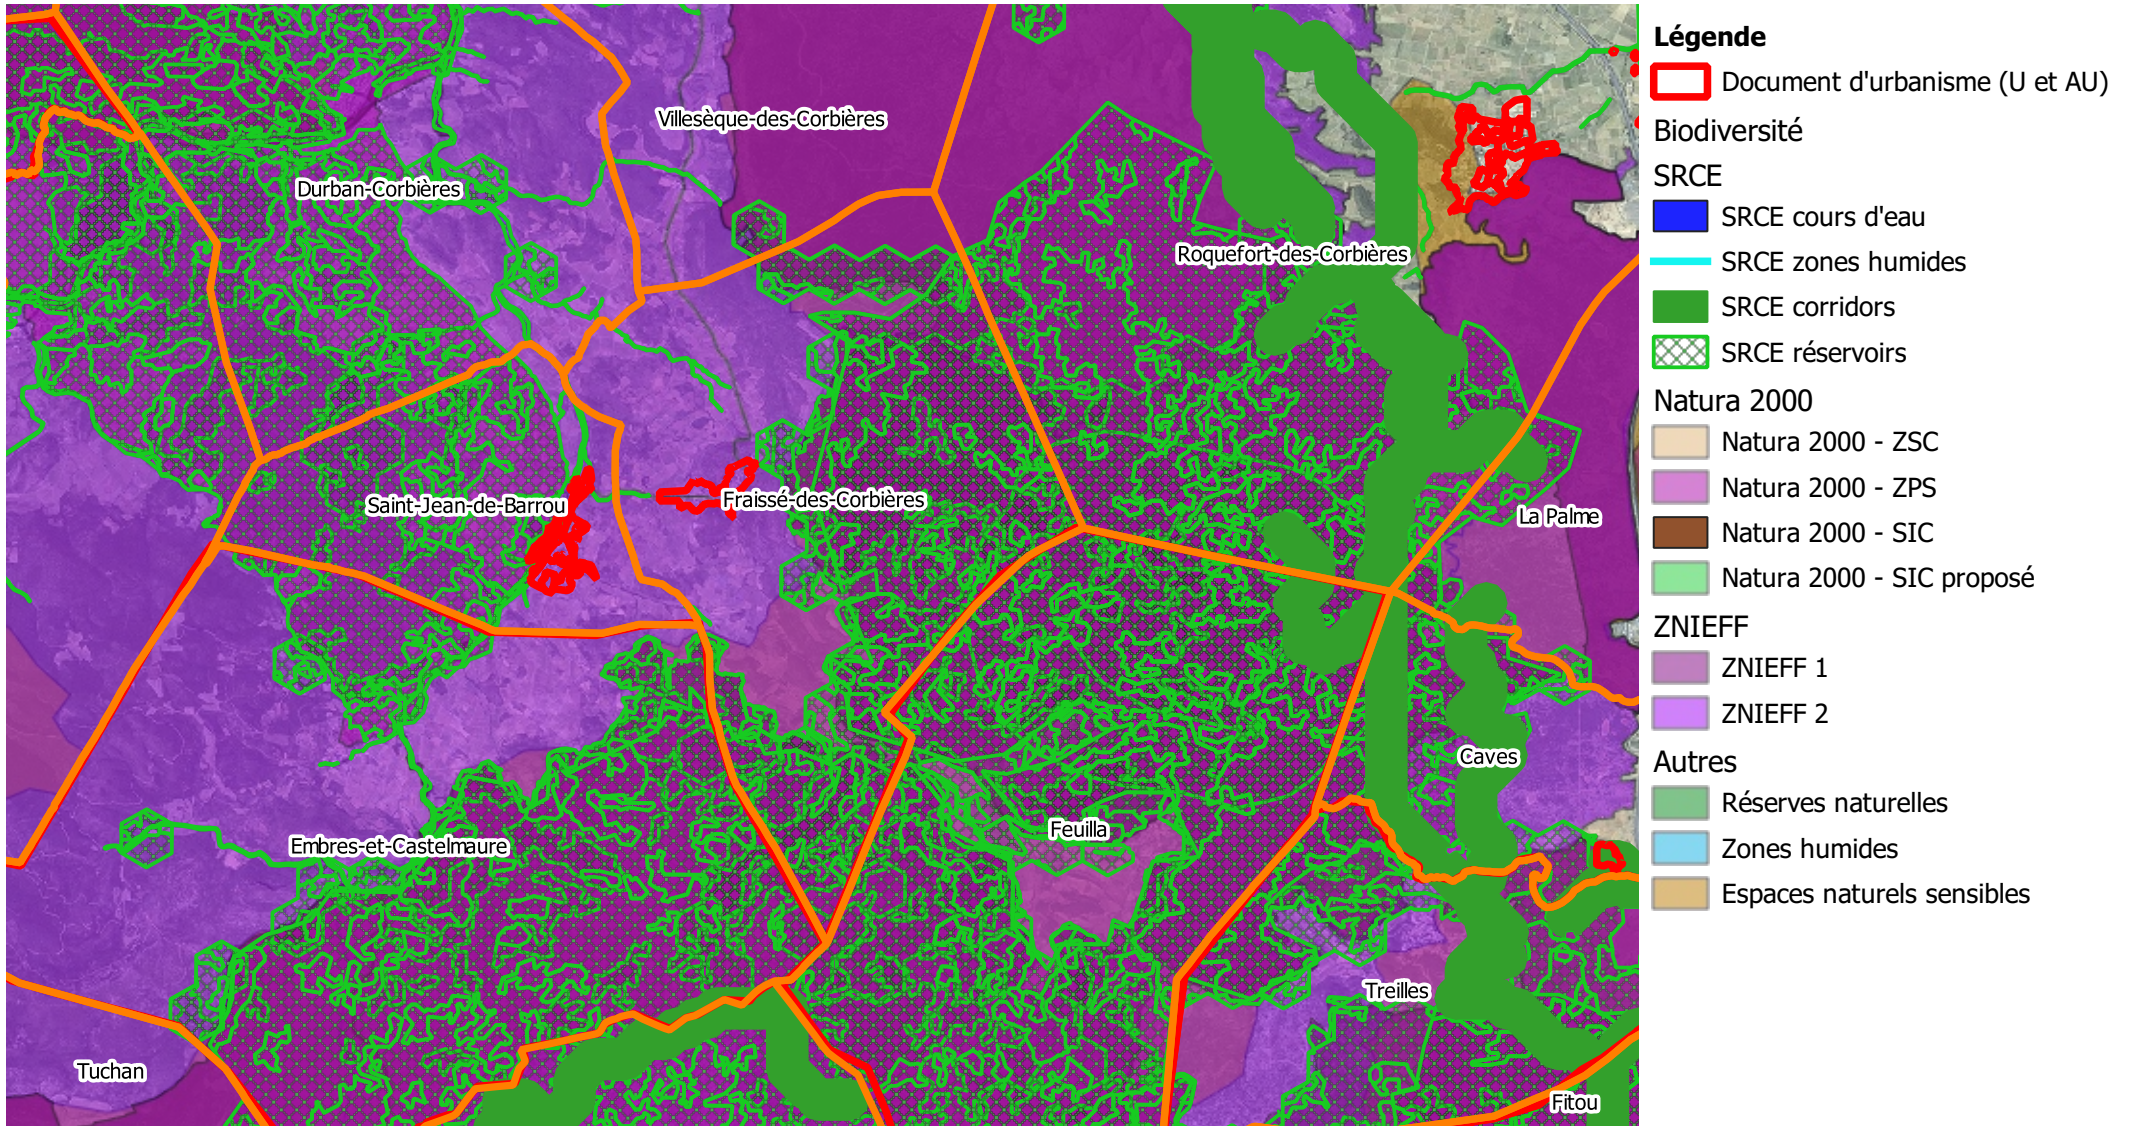 Villesèque-des-Corbières
Durban-Corbières
Roquefort-des-Corbières
Saint-Jean-de-Barrou
Fraissé-des-Corbières
La Palme
Caves
Feuilla
Embres-et-Castelmaure
Treilles
Tuchan
Fitou
Légende
Document d'urbanisme (U et AU)
Biodiversité
SRCE
SRCE cours d'eau
SRCE zones humides
SRCE corridors
SRCE réservoirs
Natura 2000
Natura 2000 - ZSC
Natura 2000 - ZPS
Natura 2000 - SIC
Natura 2000 - SIC proposé
ZNIEFF
ZNIEFF 1
ZNIEFF 2
Autres
Réserves naturelles
Zones humides
Espaces naturels sensibles